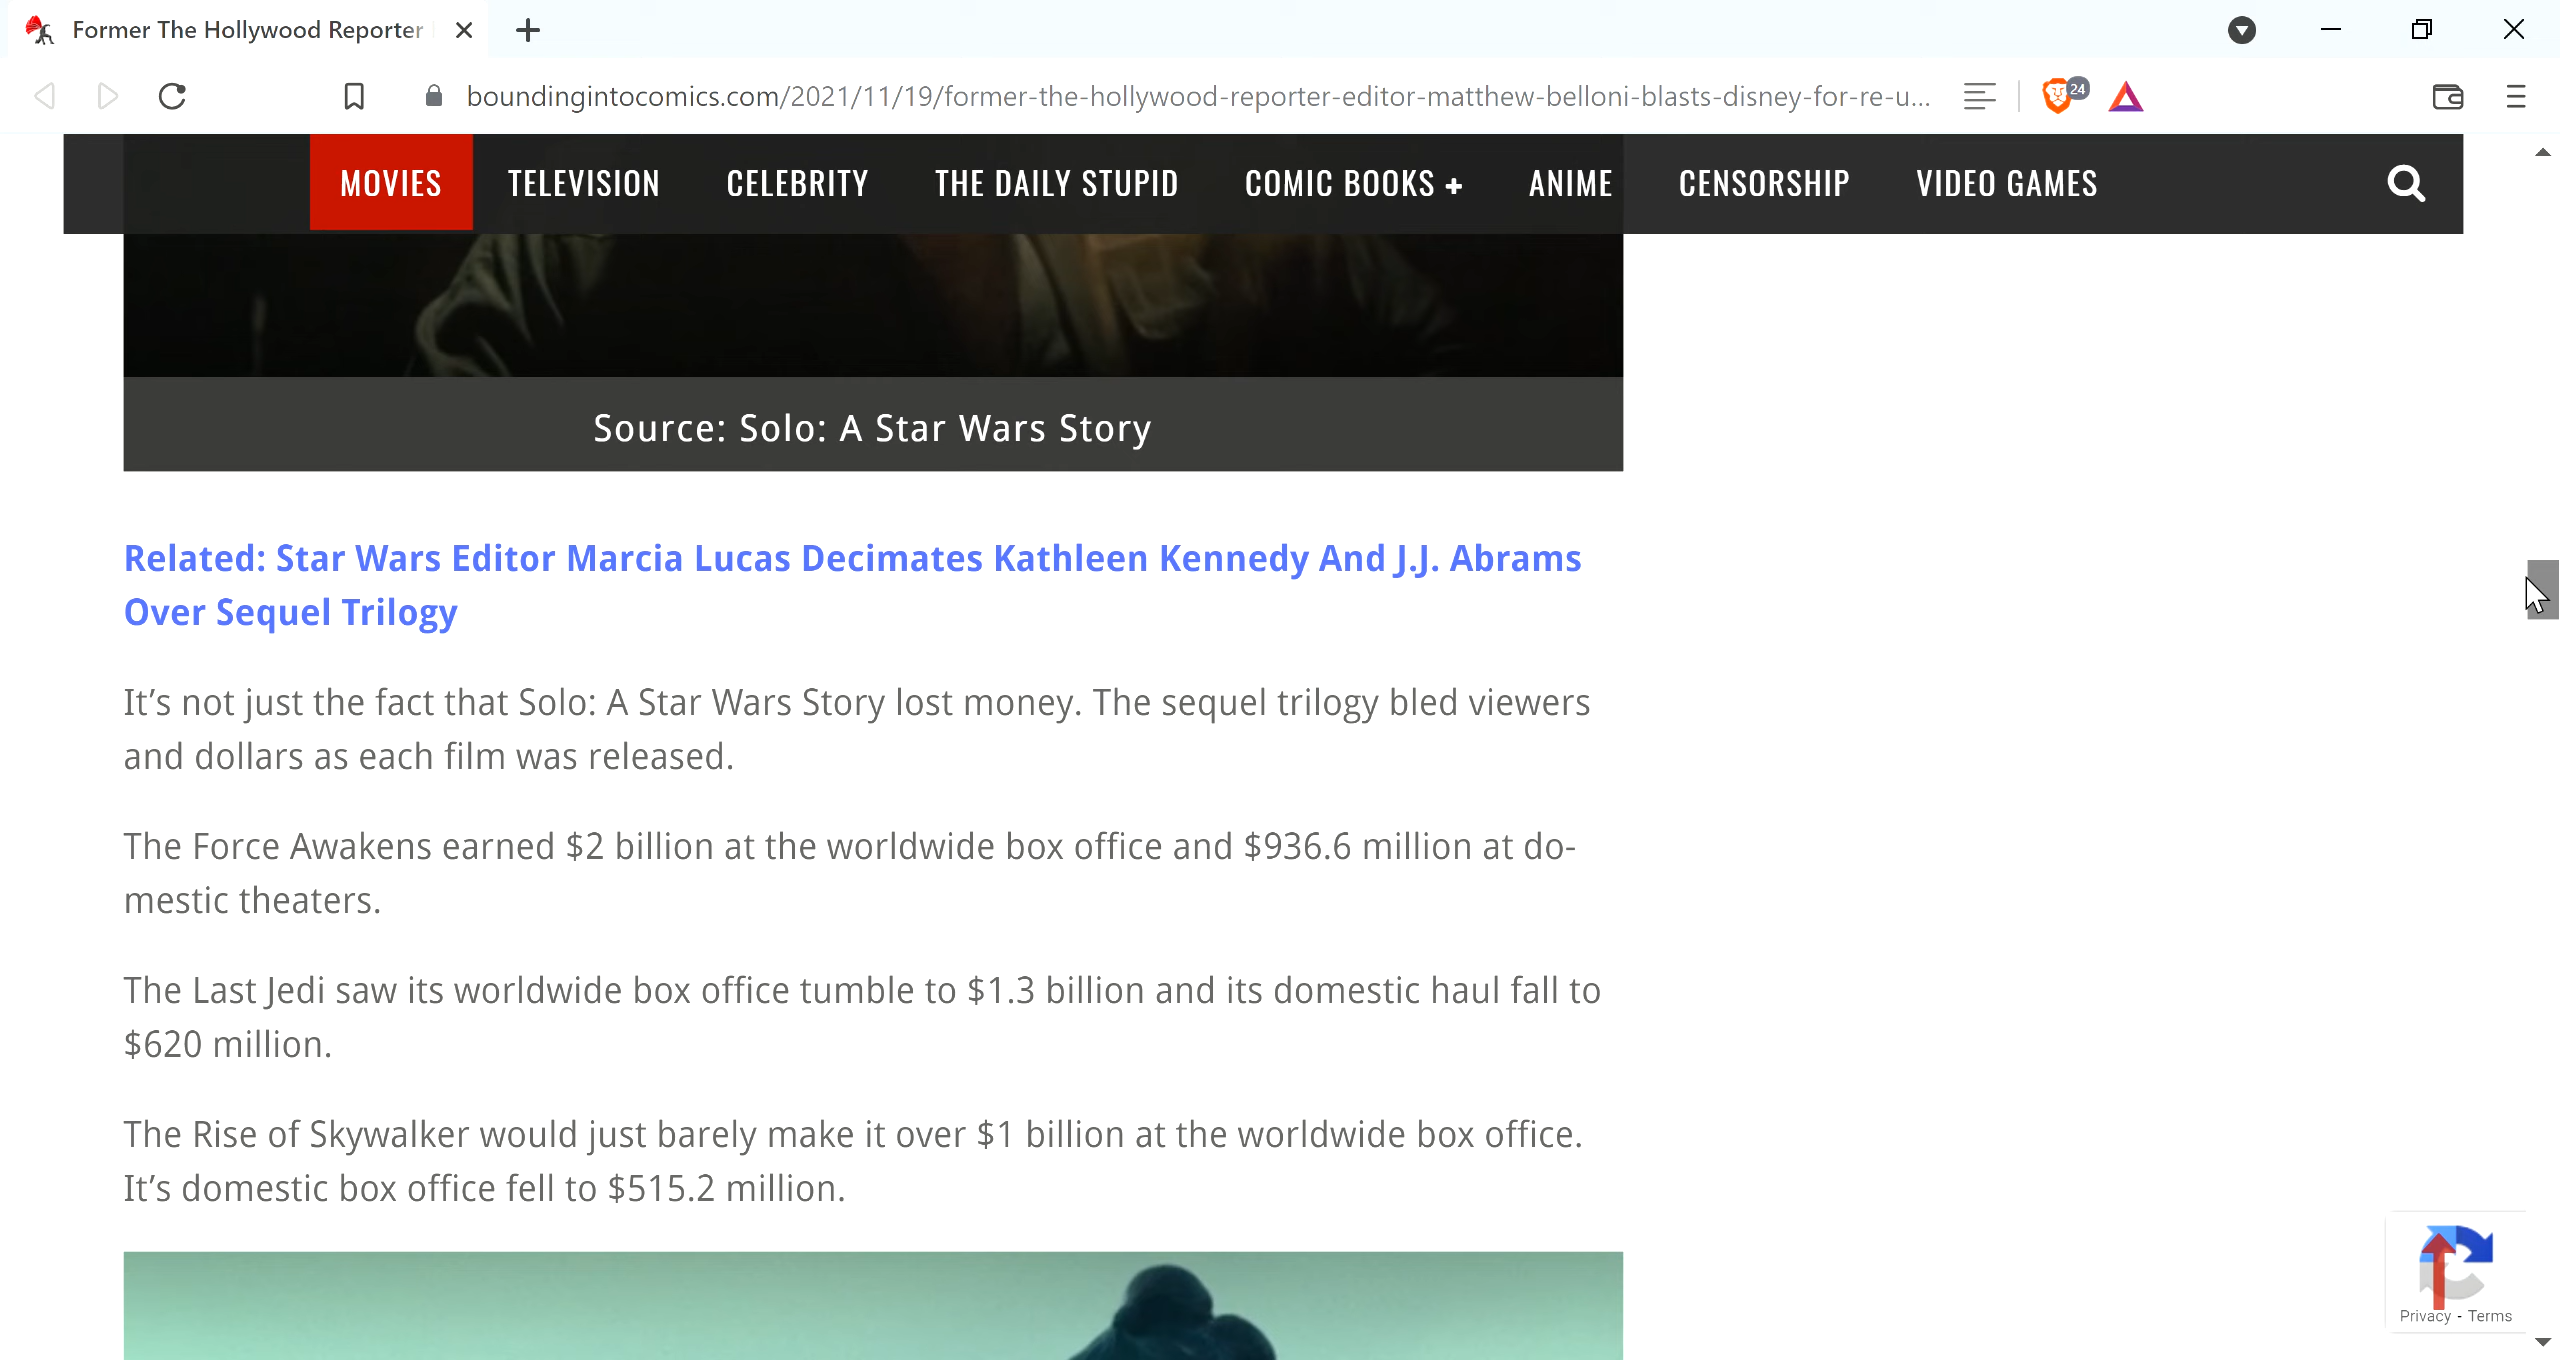 Former The Hollywood Reporter
boundingintocomics.com/2021/11/19/former-the-hollywood-reporter-editor-matthew-belloni-blasts-disney-for-re-u...
24
MOVIES TELEVISION CELEBRITY THE DAILY STUPID COMIC BOOKS + ANIME CENSORSHIP VIDEO GAMES
Source: Solo: A Star Wars Story
Related: Star Wars Editor Marcia Lucas Decimates Kathleen Kennedy And J.J. Abrams
Over Sequel Trilogy
It’s not just the fact that Solo: A Star Wars Story lost money. The sequel trilogy bled viewers
and dollars as each film was released.
The Force Awakens earned $2 billion at the worldwide box office and $936.6 million at do-
mestic theaters.
The Last Jedi saw its worldwide box office tumble to $1.3 billion and its domestic haul fall to
$620 million.
The Rise of Skywalker would just barely make it over $1 billion at the worldwide box office.
It’s domestic box office fell to $515.2 million.
Privacy - Terms